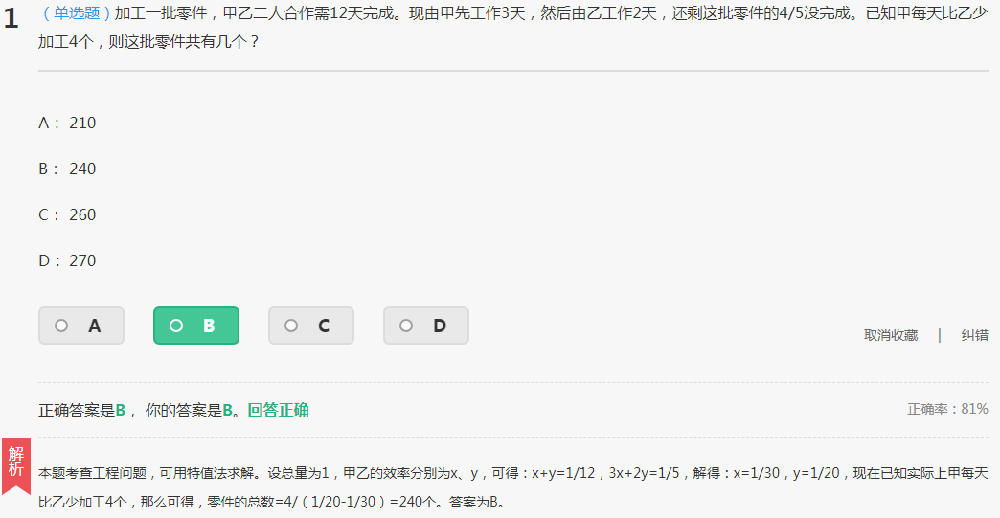 1
（单选题）加工一批零件，甲乙二人合作需12天完成。现由甲先工作3天，然后由乙工作2天，还剩这批零件的4/5没完成。已知甲每天比乙少
加工4个，则这批零件共有几个？
A： 210
B： 240
C： 260
D： 270
A B C D
取消收藏 | 纠错
正确答案是B， 你的答案是B。回答正确
正确率：81%
解析
本题考查工程问题，可用特值法求解。设总量为1，甲乙的效率分别为x、y，可得：x+y=1/12，3x+2y=1/5，解得：x=1/30，y=1/20，现在已知实际上甲每天
比乙少加工4个，那么可得，零件的总数=4/（1/20-1/30）=240个。答案为B。